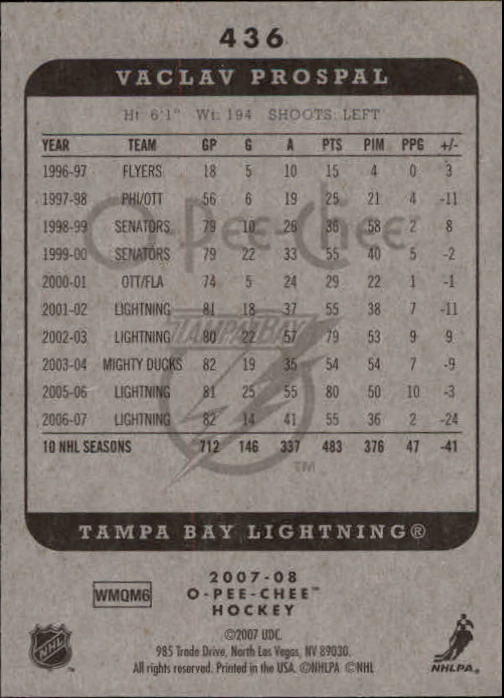 436
VACLAV PROSPAL
Ht: 6'1" Wt: 194 SHOOTS: LEFT
YEAR TEAM GP G A PTS PIM PPG +/-
1996-97 FLYERS 18 5 10 15 4 0 3
1997-98 PHI/OTT 56 6 19 25 21 4 -11
1998-99 SENATORS 79 10 26 36 58 2 8
1999-00 SENATORS 79 22 33 55 40 5 -2
2000-01 OTT/FLA 74 5 24 29 22 1 -1
2001-02 LIGHTNING 81 18 37 55 38 7 -11
2002-03 LIGHTNING 80 22 57 79 53 9 9
2003-04 MIGHTY DUCKS 82 19 35 54 54 7 -9
2005-06 LIGHTNING 81 25 55 80 50 10 -3
2006-07 LIGHTNING 82 14 41 55 36 2 -24
10 NHL SEASONS 712 146 337 483 376 47 -41
O-Pee-Chee
TAMPA BAY
TM
TAMPA BAY LIGHTNING®
2007-08
WMQM6 O-PEE-CHEE™
HOCKEY
©2007 UDC.
985 Trade Drive, North Las Vegas, NV 89030.
All rights reserved. Printed in the USA. ©NHLPA ©NHL
NHL
NHLPA.